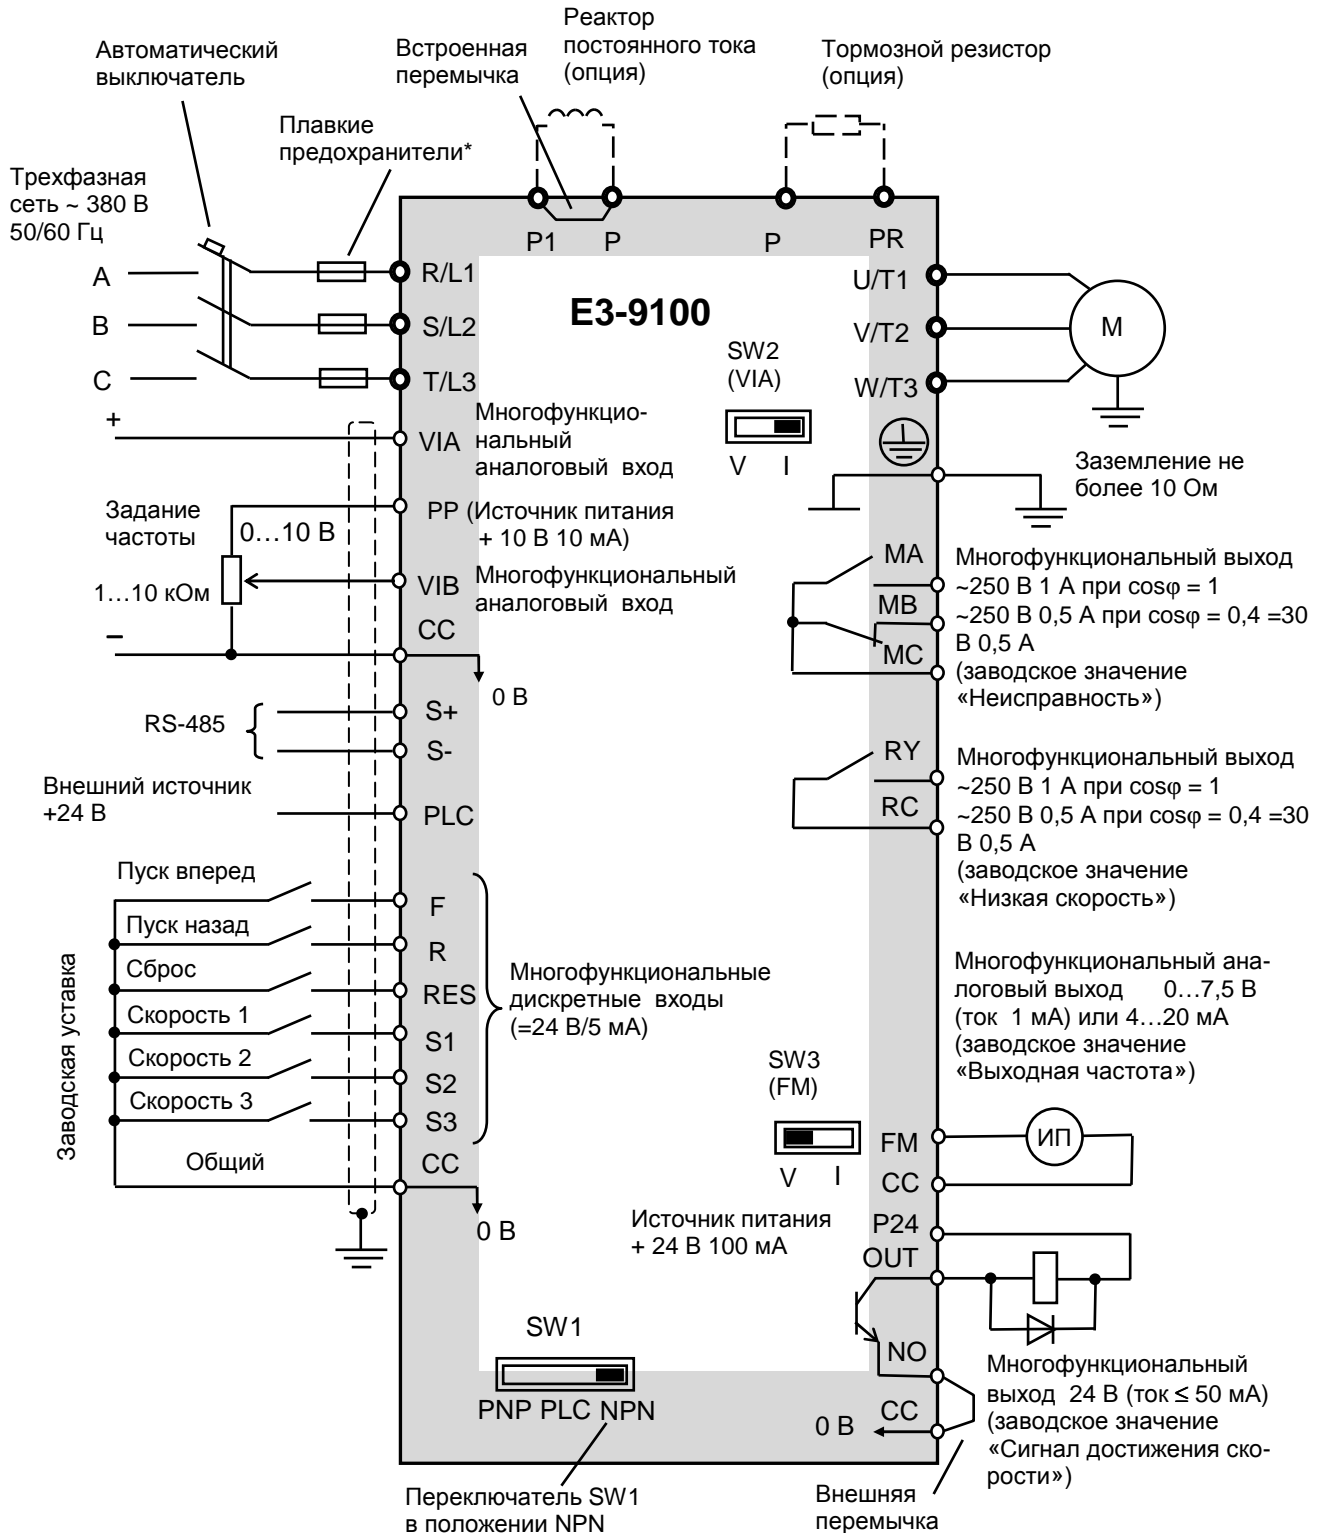 Автоматический
выключатель
Встроенная
перемычка
Реактор
постоянного тока
(опция)
Тормозной резистор
(опция)
Плавкие
предохранители*
Трехфазная
сеть ~ 380 В
50/60 Гц
P1
P
P
PR
A
B
C
R/L1
S/L2
T/L3
E3-9100
U/T1
V/T2
W/T3
M
SW2
(VIA)
V I
+
VIA
Многофункцио-
нальный
аналоговый вход
Заземление не
более 10 Ом
Задание
частоты
0…10 В
1…10 кОм
PP (Источник питания
+ 10 В 10 мА)
VIB
Многофункциональный
аналоговый вход
CC
–
0 В
MA
MB
MC
Многофункциональный выход
~250 В 1 А при cosφ = 1
~250 В 0,5 А при cosφ = 0,4 =30
В 0,5 А
(заводское значение
«Неисправность»)
RS-485
S+
S-
Внешний источник
+24 В
PLC
RY
RC
Многофункциональный выход
~250 В 1 А при cosφ = 1
~250 В 0,5 А при cosφ = 0,4 =30
В 0,5 А
(заводское значение
«Низкая скорость»)
Заводская уставка
Пуск вперед
Пуск назад
Сброс
Скорость 1
Скорость 2
Скорость 3
Общий
F
R
RES
S1
S2
S3
CC
0 В
Многофункциональные
дискретные входы
(=24 В/5 мА)
Многофункциональный ана-
логовый выход 0…7,5 В
(ток 1 мА) или 4…20 мА
(заводское значение
«Выходная частота»)
SW3
(FM)
V I
FM
CC
ИП
Источник питания
+ 24 В 100 мА
P24
OUT
NO
CC
0 В
Многофункциональный
выход 24 В (ток ≤ 50 мА)
(заводское значение
«Сигнал достижения ско-
рости»)
SW1
PNP PLC NPN
Переключатель SW1
в положении NPN
Внешняя
перемычка